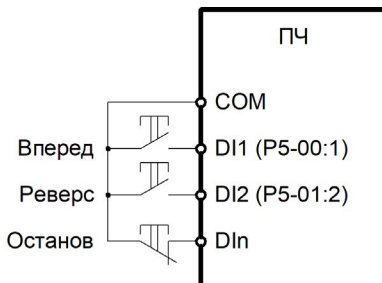 ПЧ
COM
Вперед DI1 (P5-00:1)
Реверс DI2 (P5-01:2)
Останов DIn